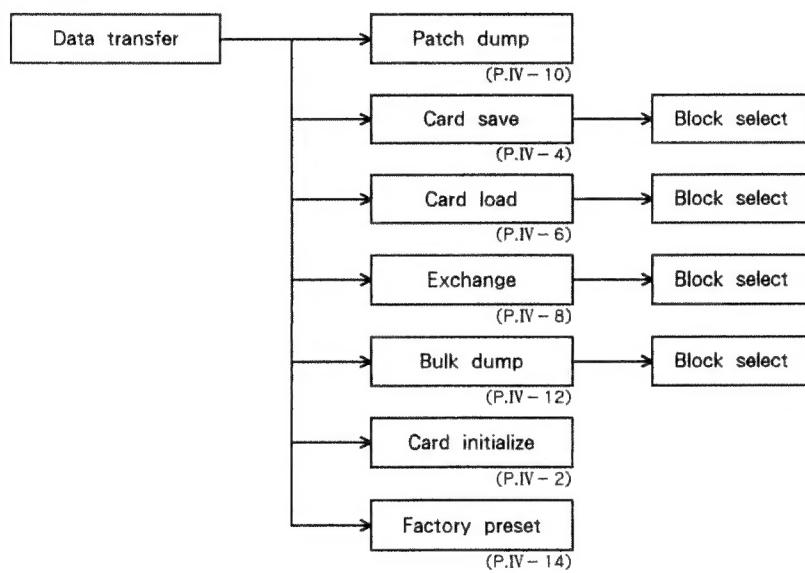 Data transfer
Patch dump
(P.Ⅳ－10)
Card save
Block select
(P.Ⅳ－4)
Card load
Block select
(P.Ⅳ－6)
Exchange
Block select
(P.Ⅳ－8)
Bulk dump
Block select
(P.Ⅳ－12)
Card initialize
(P.Ⅳ－2)
Factory preset
(P.Ⅳ－14)